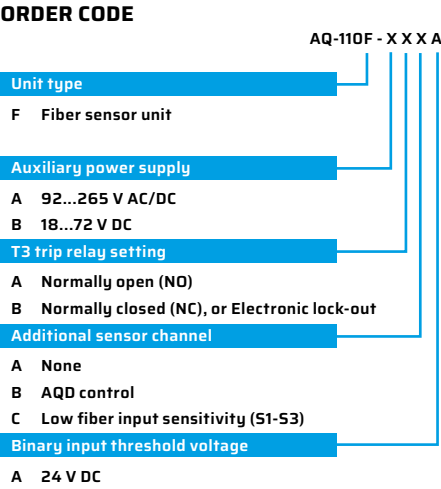 ORDER CODE
AQ-110F - X X X A
Unit type
F Fiber sensor unit
Auxiliary power supply
A 92...265 V AC/DC
B 18...72 V DC
T3 trip relay setting
A Normally open (NO)
B Normally closed (NC), or Electronic lock-out
Additional sensor channel
A None
B AQD control
C Low fiber input sensitivity (S1-S3)
Binary input threshold voltage
A 24 V DC